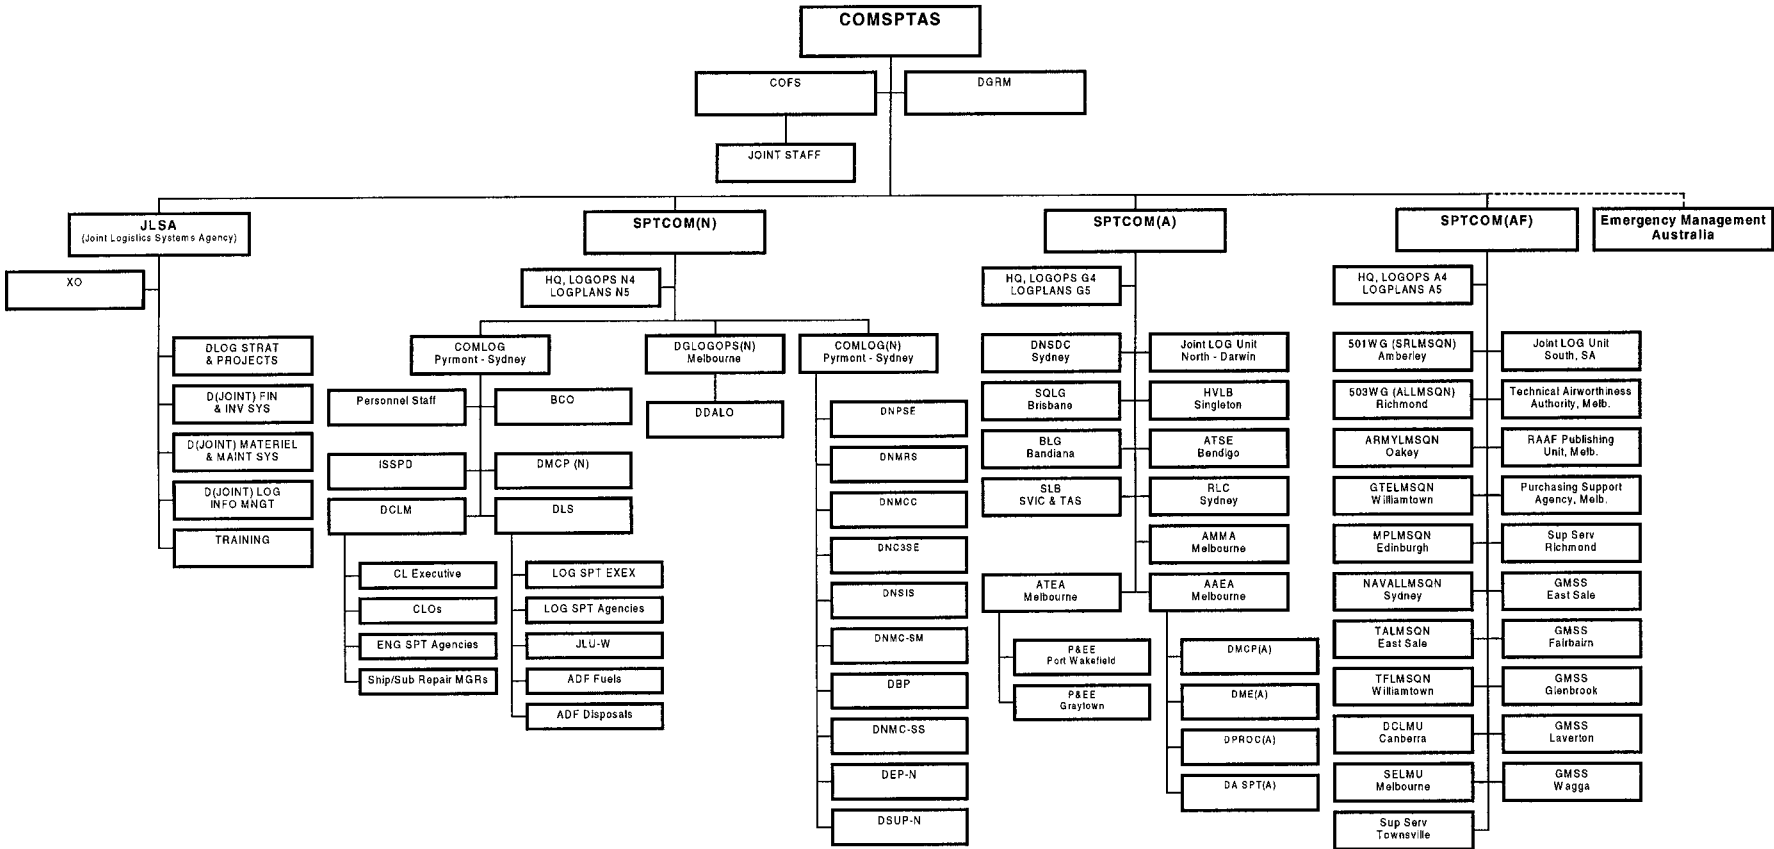 COMSPTAS
COFS
DGRM
JOINT STAFF
JLSA
(Joint Logistics Systems Agency)
SPTCOM(N)
SPTCOM(A)
SPTCOM(AF)
Emergency Management
Australia
XO
DLOG STRAT
& PROJECTS
D(JOINT) FIN
& INV SYS
D(JOINT) MATERIEL
& MAINT SYS
D(JOINT) LOG
INFO MNGT
TRAINING
HQ, LOGOPS N4
LOGPLANS N5
COMLOG
Pyrmont - Sydney
DGLOGOPS(N)
Melbourne
COMLOG(N)
Pyrmont - Sydney
Personnel Staff
BCO
ISSPD
DMCP (N)
DCLM
DLS
CL Executive
CLOs
ENG SPT Agencies
Ship/Sub Repair MGRs
LOG SPT EXEX
LOG SPT Agencies
JLU-W
ADF Fuels
ADF Disposals
DDALO
DNPSE
DNMRS
DNMCC
DNC3SE
DNSIS
DNMC-SM
DBP
DNMC-SS
DEP-N
DSUP-N
HQ, LOGOPS G4
LOGPLANS G5
DNSDC
Sydney
Joint LOG Unit
North - Darwin
SQLG
Brisbane
HVLB
Singleton
BLG
Bandiana
ATSE
Bendigo
SLB
SVIC & TAS
RLC
Sydney
AMMA
Melbourne
ATEA
Melbourne
AAEA
Melbourne
P&EE
Port Wakefield
P&EE
Graytown
DMCP(A)
DME(A)
DPROC(A)
DA SPT(A)
HQ, LOGOPS A4
LOGPLANS A5
501WG (SRLMSQN)
Amberley
Joint LOG Unit
South, SA
503WG (ALLMSQN)
Richmond
Technical Airworthiness
Authority, Melb.
ARMYLMSQN
Oakey
RAAF Publishing
Unit, Melb.
GTELMSQN
Williamtown
Purchasing Support
Agency, Melb.
MPLMSQN
Edinburgh
Sup Serv
Richmond
NAVALLMSQN
Sydney
GMSS
East Sale
TALMSQN
East Sale
GMSS
Fairbairn
TFLMSQN
Williamtown
GMSS
Glenbrook
DCLMU
Canberra
GMSS
Laverton
SELMU
Melbourne
GMSS
Wagga
Sup Serv
Townsville